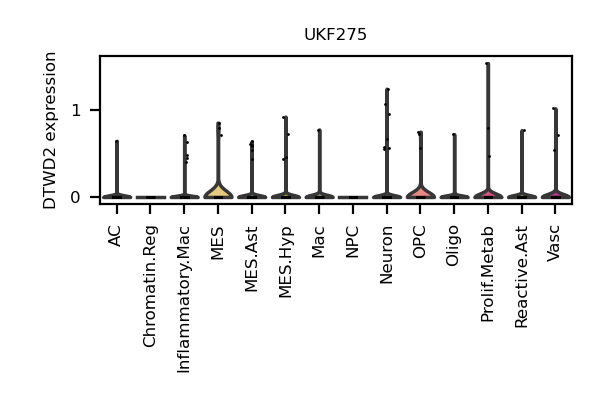 UKF275
DTWD2 expression
1
0
AC
Chromatin.Reg
Inflammatory.Mac
MES
MES.Ast
MES.Hyp
Mac
NPC
Neuron
OPC
Oligo
Prolif.Metab
Reactive.Ast
Vasc